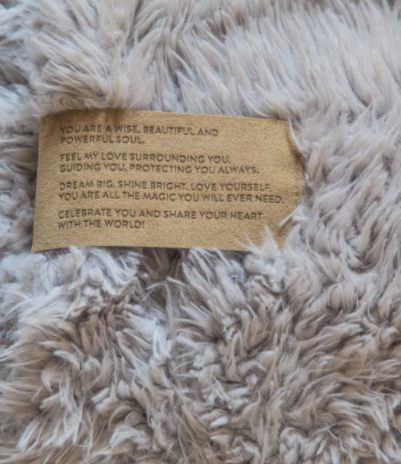 YOU ARE A WISE, BEAUTIFUL AND
POWERFUL SOUL.
FEEL MY LOVE SURROUNDING YOU,
GUIDING YOU, PROTECTING YOU ALWAYS.
DREAM BIG. SHINE BRIGHT. LOVE YOURSELF,
YOU ARE ALL THE MAGIC YOU WILL EVER NEED.
CELEBRATE YOU AND SHARE YOUR HEART
WITH THE WORLD!